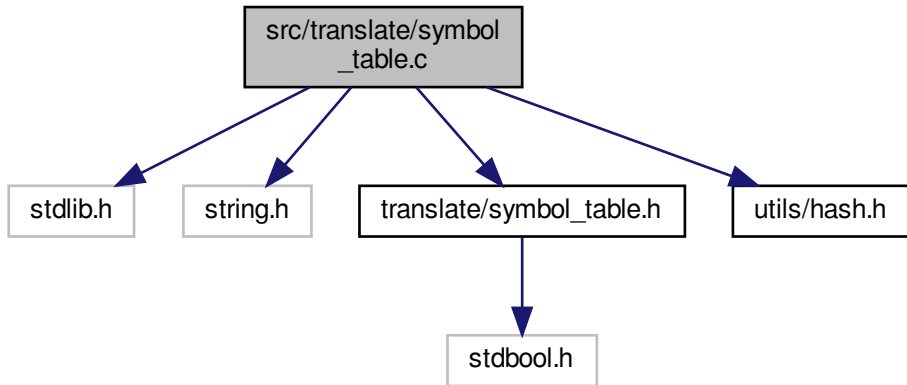 src/translate/symbol
_table.c
stdlib.h
string.h
translate/symbol_table.h
utils/hash.h
stdbool.h